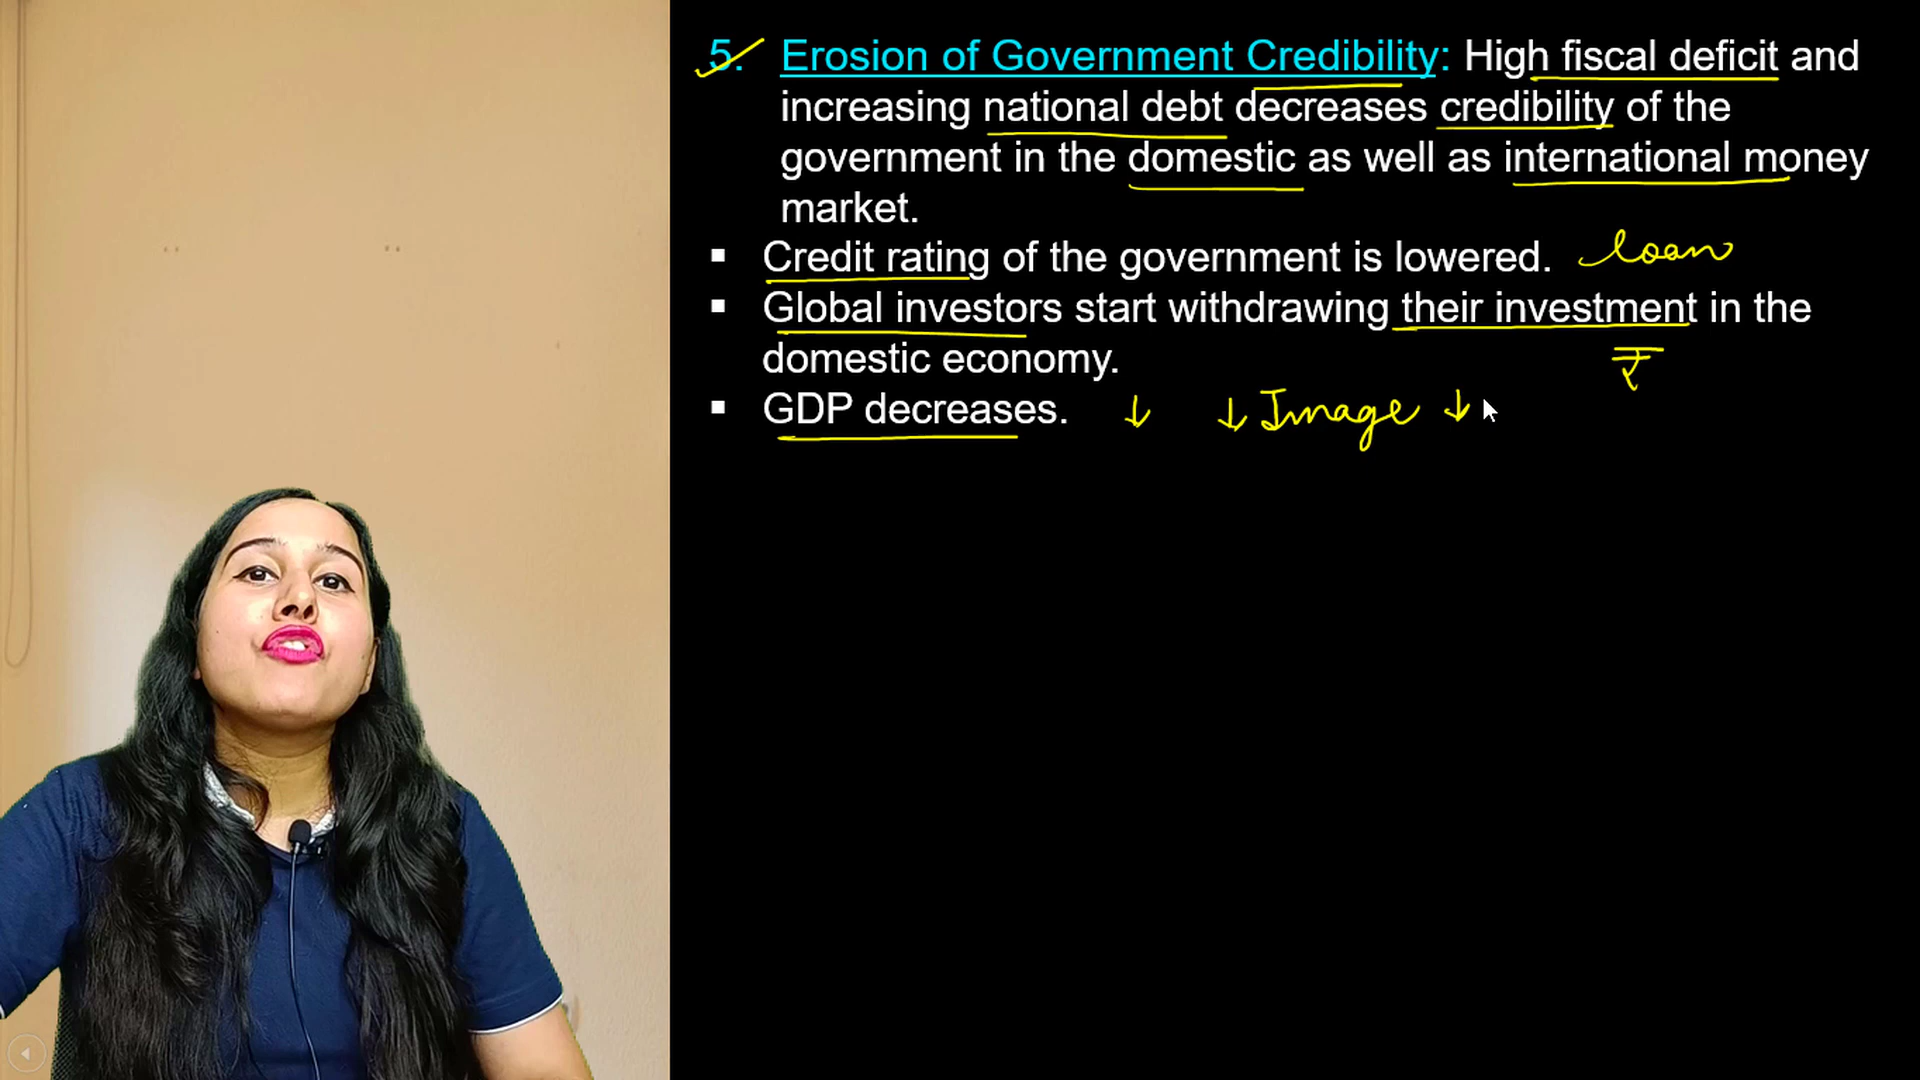 5. Erosion of Government Credibility: High fiscal deficit and
increasing national debt decreases credibility of the
government in the domestic as well as international money
market.
▪ Credit rating of the government is lowered. loan
▪ Global investors start withdrawing their investment in the
domestic economy. ₹
▪ GDP decreases. ↓ ↓ Image ↓